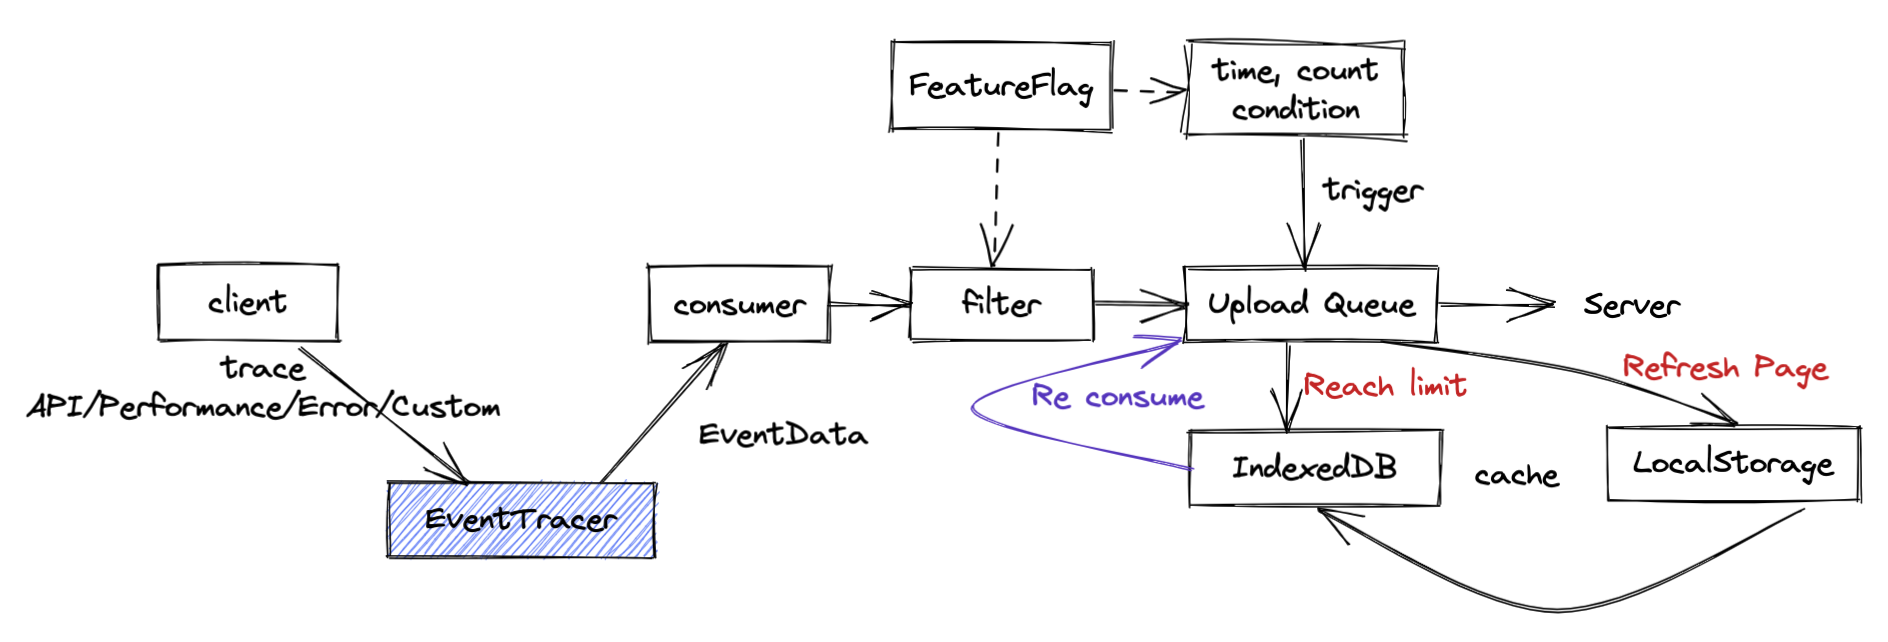 FeatureFlag
time, count
condition
trigger
client
consumer
filter
Upload Queue
Server
trace
API/Performance/Error/Custom
EventData
Re consume
Reach limit
Refresh Page
IndexedDB
cache
LocalStorage
EventTracer